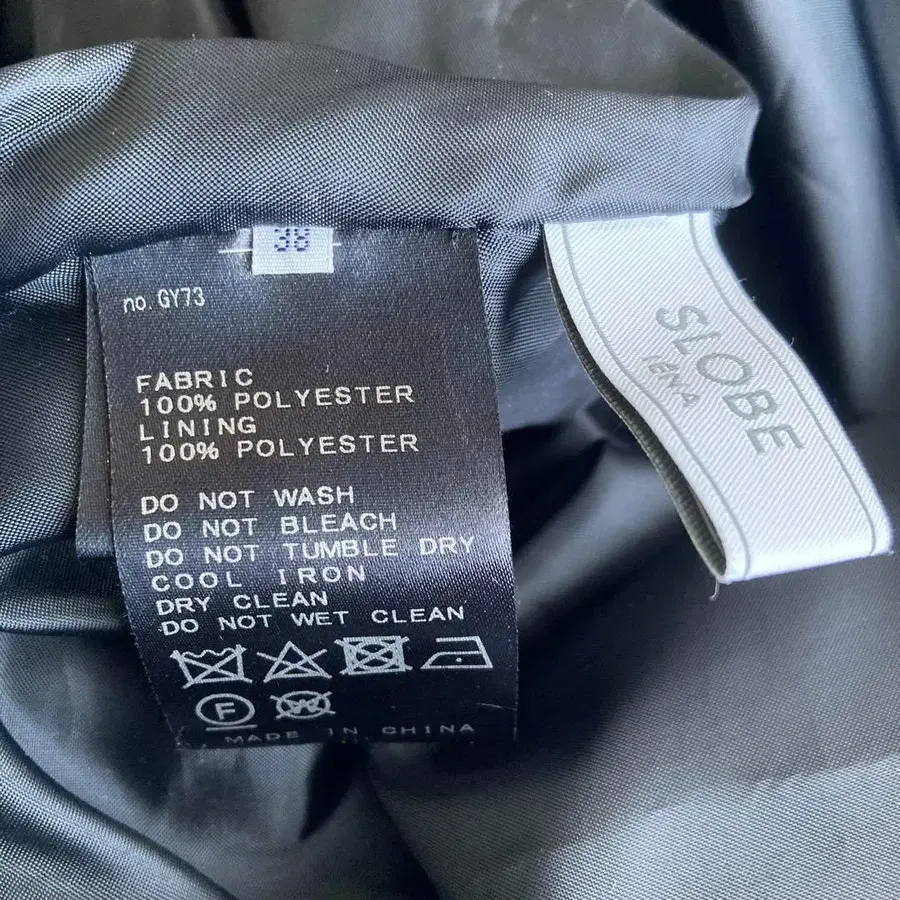 38
no. GY73
FABRIC
100% POLYESTER
LINING
100% POLYESTER
DO NOT WASH
DO NOT BLEACH
DO NOT TUMBLE DRY
COOL IRON
DRY CLEAN
DO NOT WET CLEAN
F
W
MADE IN CHINA
SLOBE
IENA